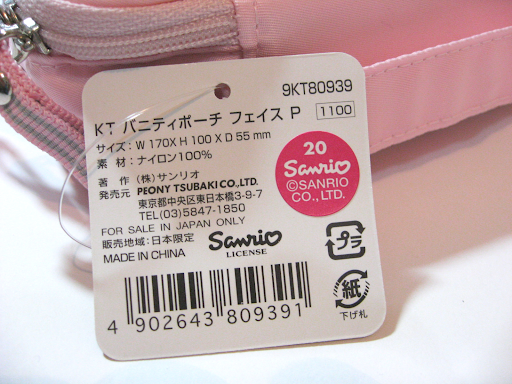 9KT80939
KT バニティポーチ フェイス P 1100
サイズ: W 170X H 100 X D 55 mm
素 材: ナイロン100%
著 作 (株)サンリオ
発売元 PEONY TSUBAKI CO.,LTD.
東京都中央区東日本橋3-9-7
TEL(03)5847-1850
FOR SALE IN JAPAN ONLY
販売地域: 日本限定
MADE IN CHINA
Sanrio
LICENSE
20
Sanrio
©SANRIO
CO., LTD.
プラ
紙
下げ札
4 902643 809391